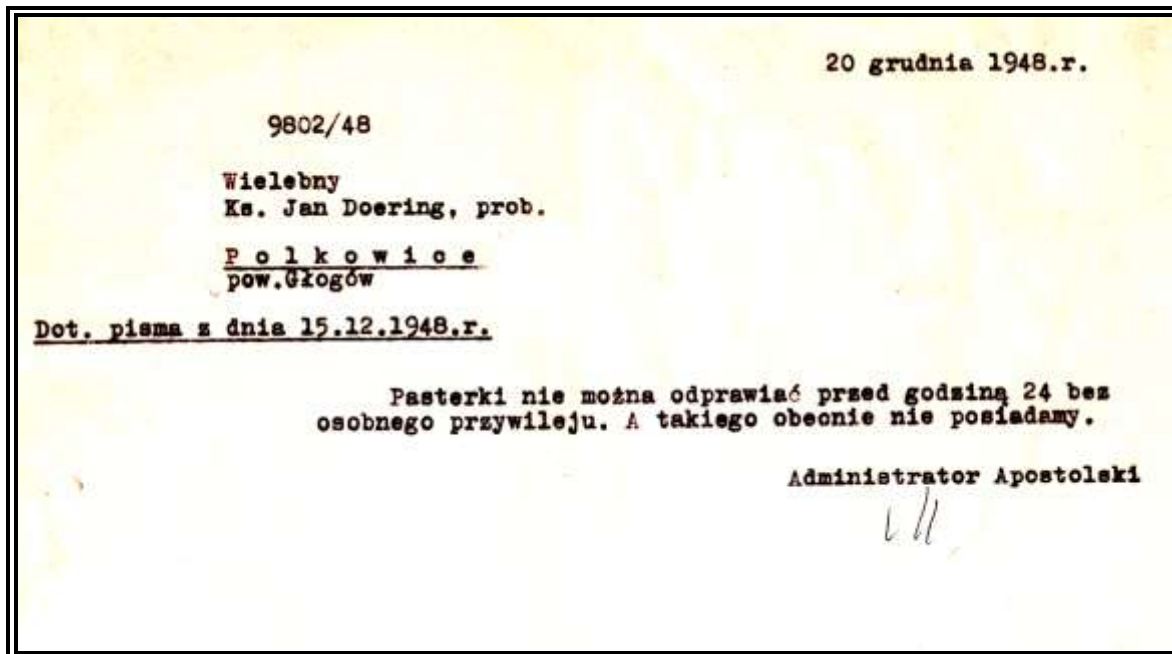 20 grudnia 1948.r.
9802/48
Wielebny
Ks. Jan Doering, prob.
P o l k o w i c e
pow.Głogów
Dot. pisma z dnia 15.12.1948.r.
Pasterki nie można odprawiać przed godziną 24 bez
osobnego przywileju. A takiego obecnie nie posiadamy.
Administrator Apostolski